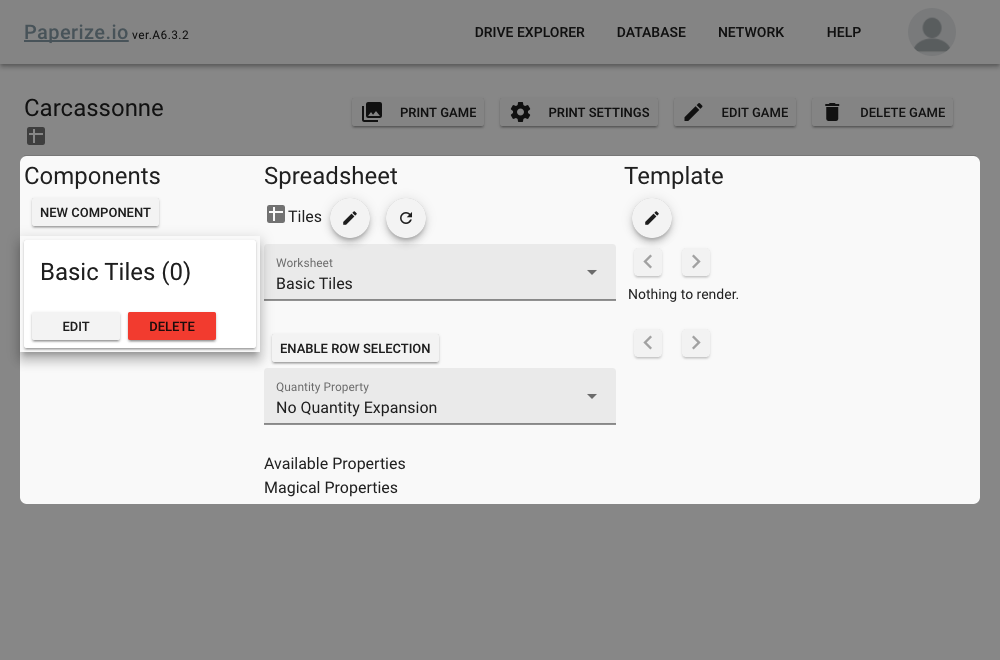 Paperize.io ver.A6.3.2
DRIVE EXPLORER DATABASE NETWORK HELP
Carcassonne
PRINT GAME PRINT SETTINGS EDIT GAME DELETE GAME
Components
NEW COMPONENT
Basic Tiles (0)
EDIT DELETE
Spreadsheet
Tiles
Worksheet
Basic Tiles
ENABLE ROW SELECTION
Quantity Property
No Quantity Expansion
Available Properties
Magical Properties
Template
Nothing to render.